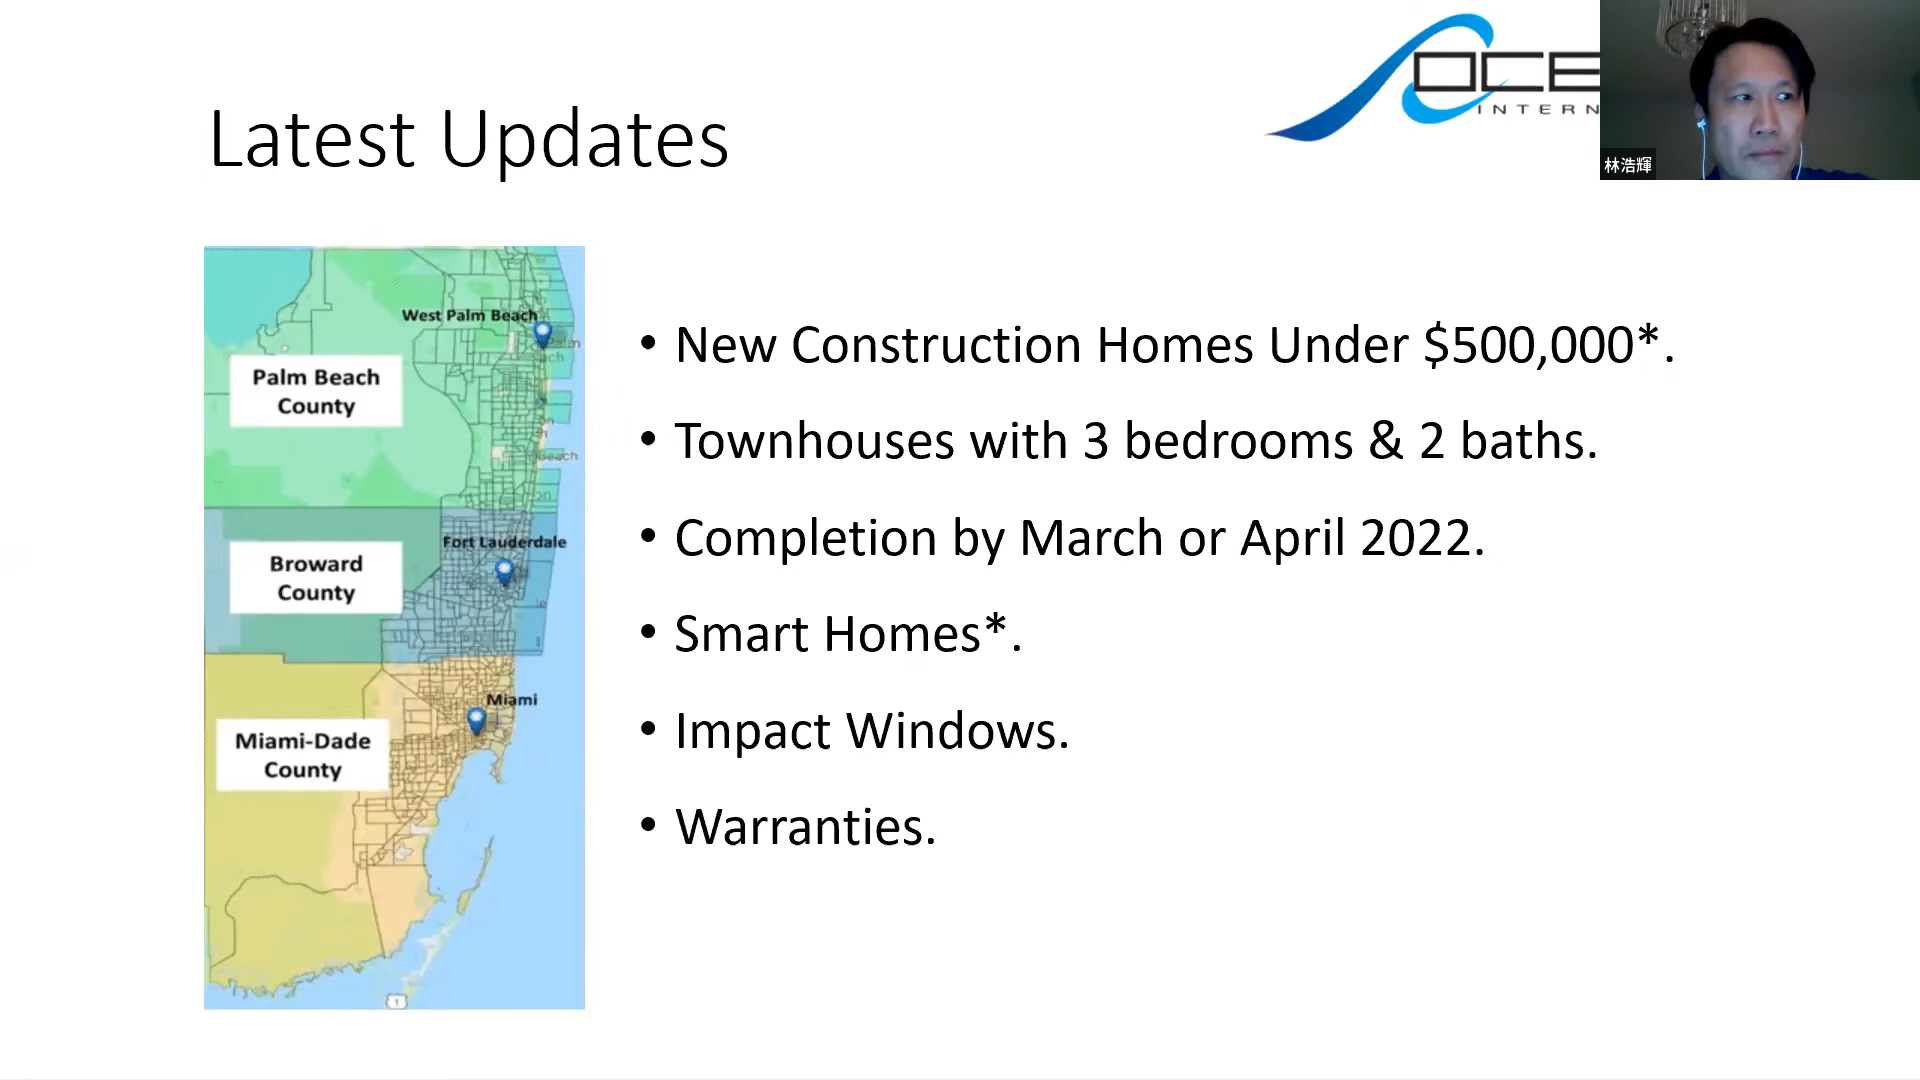 OCE
INTERN
林浩輝
Latest Updates
West Palm Beach
Palm Beach
County
Fort Lauderdale
Broward
County
Miami
Miami-Dade
County
1
• New Construction Homes Under $500,000*.
• Townhouses with 3 bedrooms & 2 baths.
• Completion by March or April 2022.
• Smart Homes*.
• Impact Windows.
• Warranties.